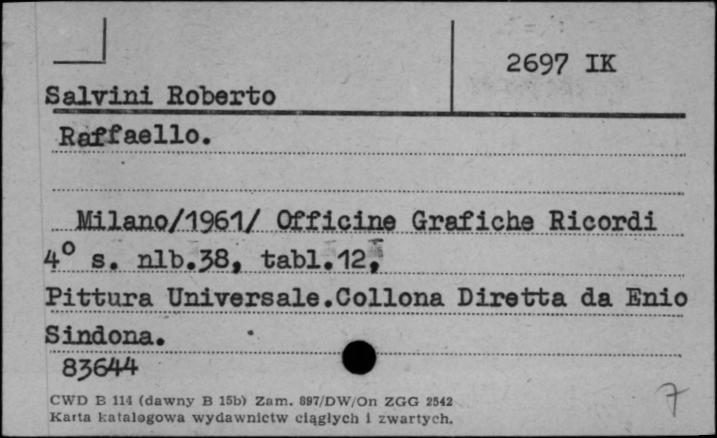 2697 IK
Salvini Roberto
Raffaello.
Milano/1961/ Officine Grafiche Ricordi
4° s. nlb.38, tabl.12,
Pittura Universale.Collona Diretta da Enio
Sindona.
83644
CWD B 114 (dawny B 15b) Zam. 897/DW/On ZGG 2542
Karta katalogowa wydawnictw ciągłych i zwartych.
7